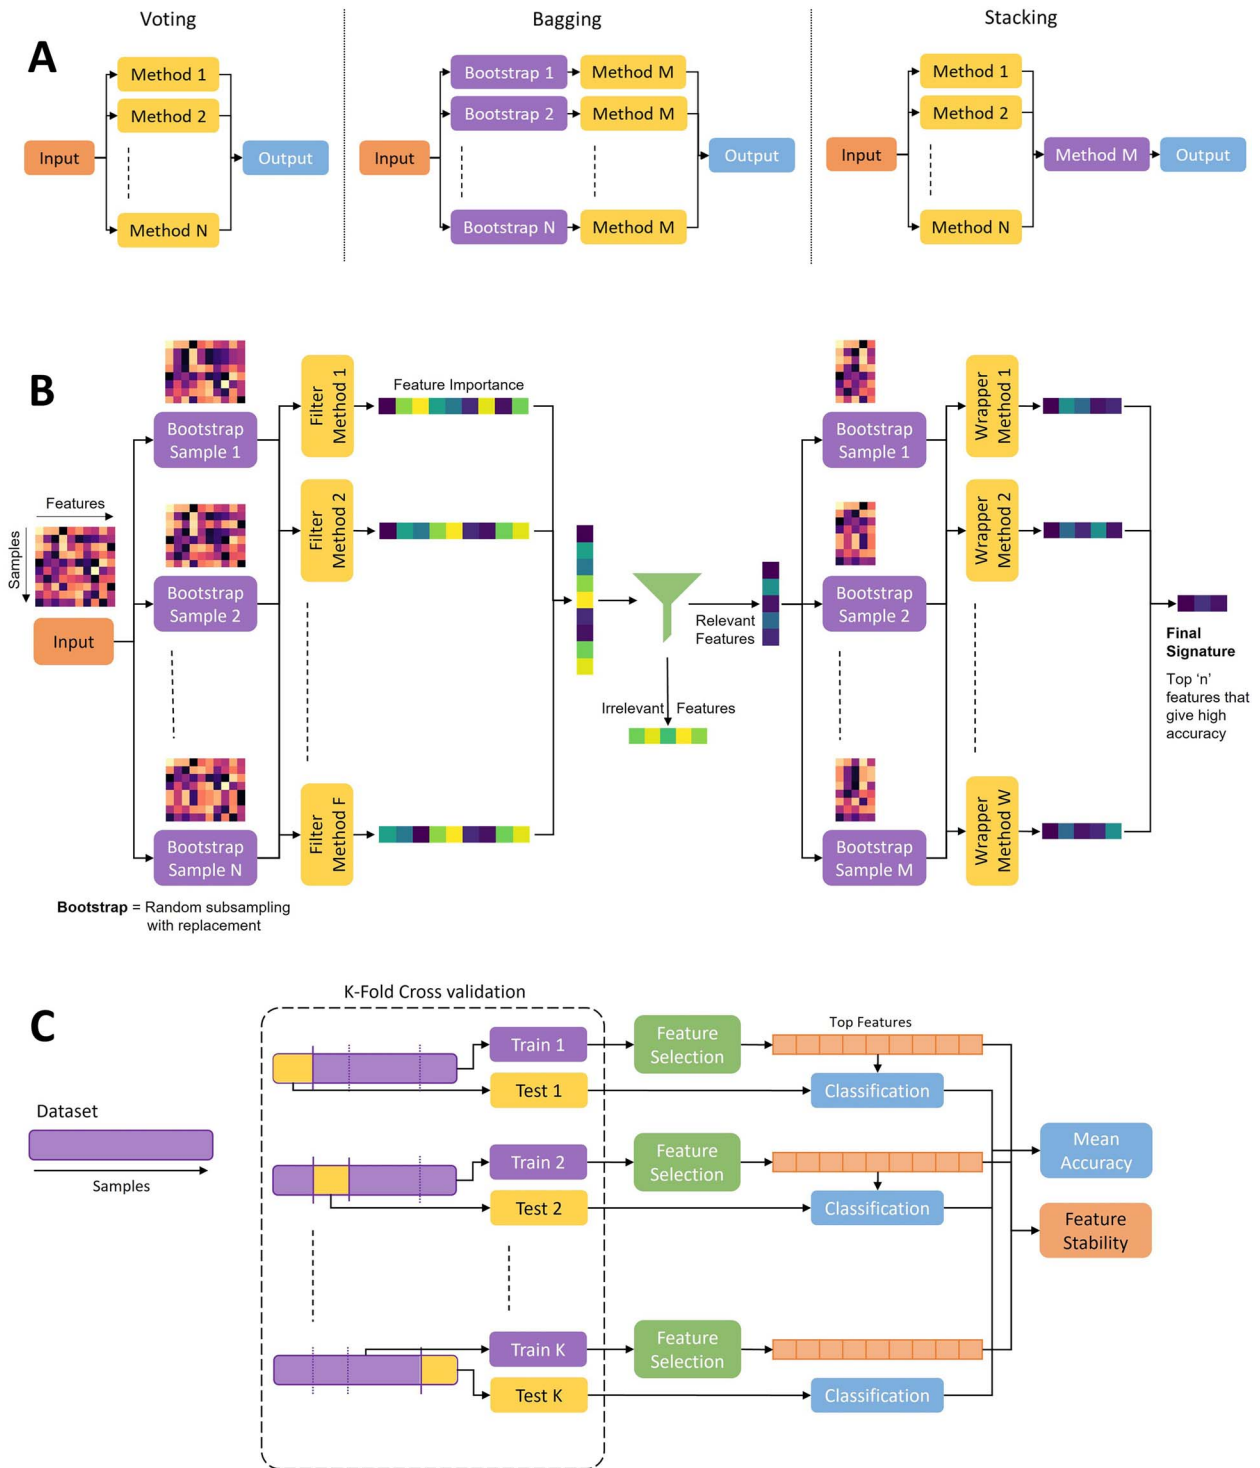 Voting
Bagging
Stacking
A
Method 1
Method 2
Input
Output
Method N
Bootstrap 1
Method M
Bootstrap 2
Method M
Input
Output
Bootstrap N
Method M
Method 1
Method 2
Input
Method M
Output
Method N
B
Features
Samples
Input
Bootstrap
Sample 1
Bootstrap
Sample 2
Bootstrap
Sample N
Bootstrap = Random subsampling
with replacement
Filter
Method 1
Filter
Method 2
Filter
Method F
Feature Importance
Relevant
Features
Irrelevant Features
Bootstrap
Sample 1
Bootstrap
Sample 2
Bootstrap
Sample M
Wrapper
Method 1
Wrapper
Method 2
Wrapper
Method W
Final
Signature
Top ‘n’
features that
give high
accuracy
C
K-Fold Cross validation
Dataset
Samples
Train 1
Test 1
Feature
Selection
Top Features
Classification
Train 2
Test 2
Feature
Selection
Classification
Train K
Test K
Feature
Selection
Classification
Mean
Accuracy
Feature
Stability